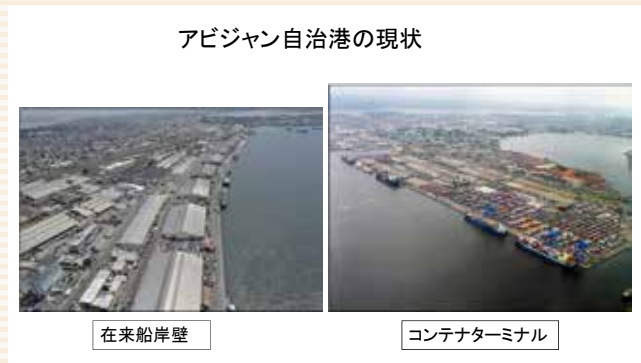 アビジャン自治港の現状
在来船岸壁
コンテナターミナル